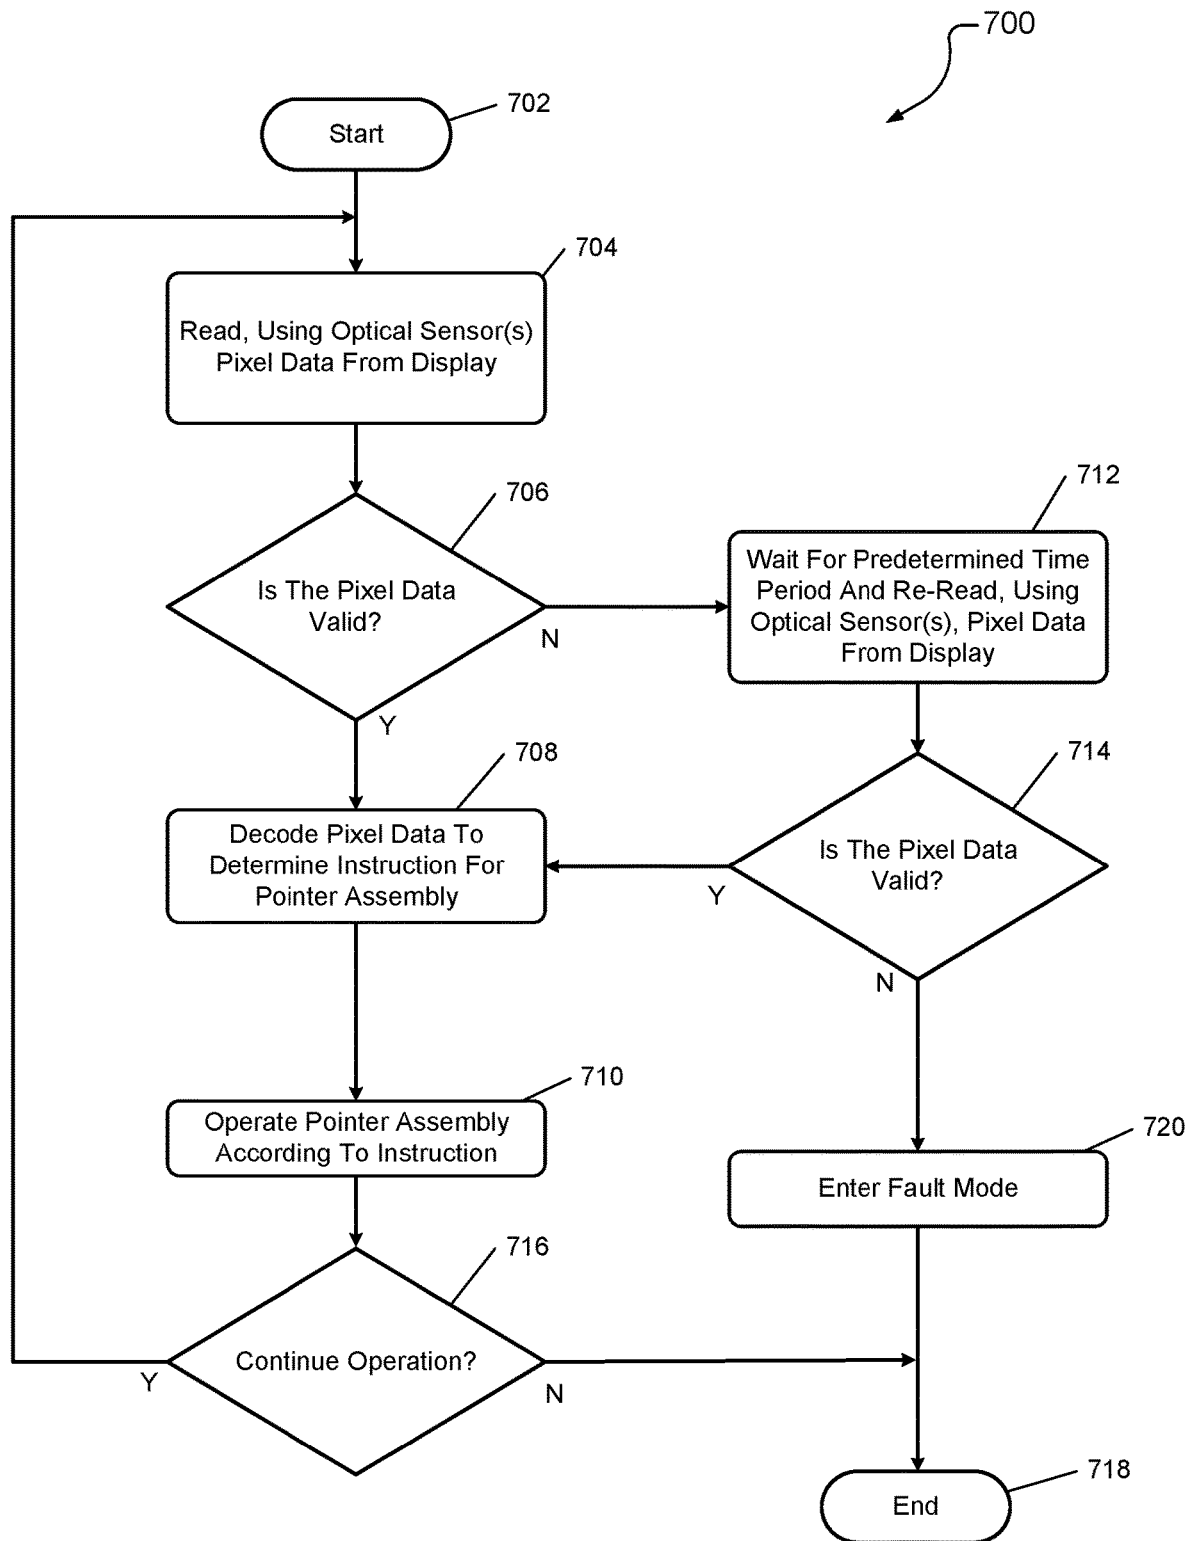 700
702
Start
704
Read, Using Optical Sensor(s)
Pixel Data From Display
706
Is The Pixel Data
Valid?
N
Y
712
Wait For Predetermined Time
Period And Re-Read, Using
Optical Sensor(s), Pixel Data
From Display
708
Decode Pixel Data To
Determine Instruction For
Pointer Assembly
714
Is The Pixel Data
Valid?
Y
N
710
Operate Pointer Assembly
According To Instruction
720
Enter Fault Mode
716
Continue Operation?
Y
N
718
End